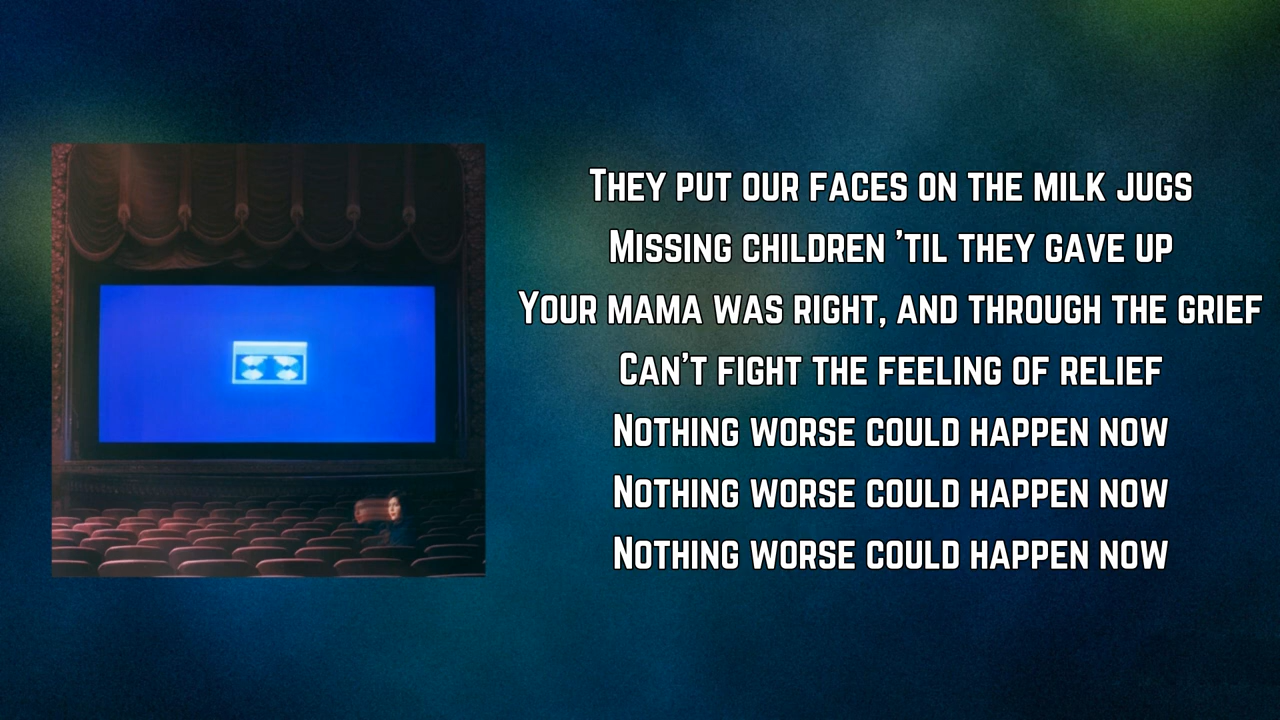 They put our faces on the milk jugs
Missing children ’til they gave up
Your mama was right, and through the grief
Can’t fight the feeling of relief
Nothing worse could happen now
Nothing worse could happen now
Nothing worse could happen now